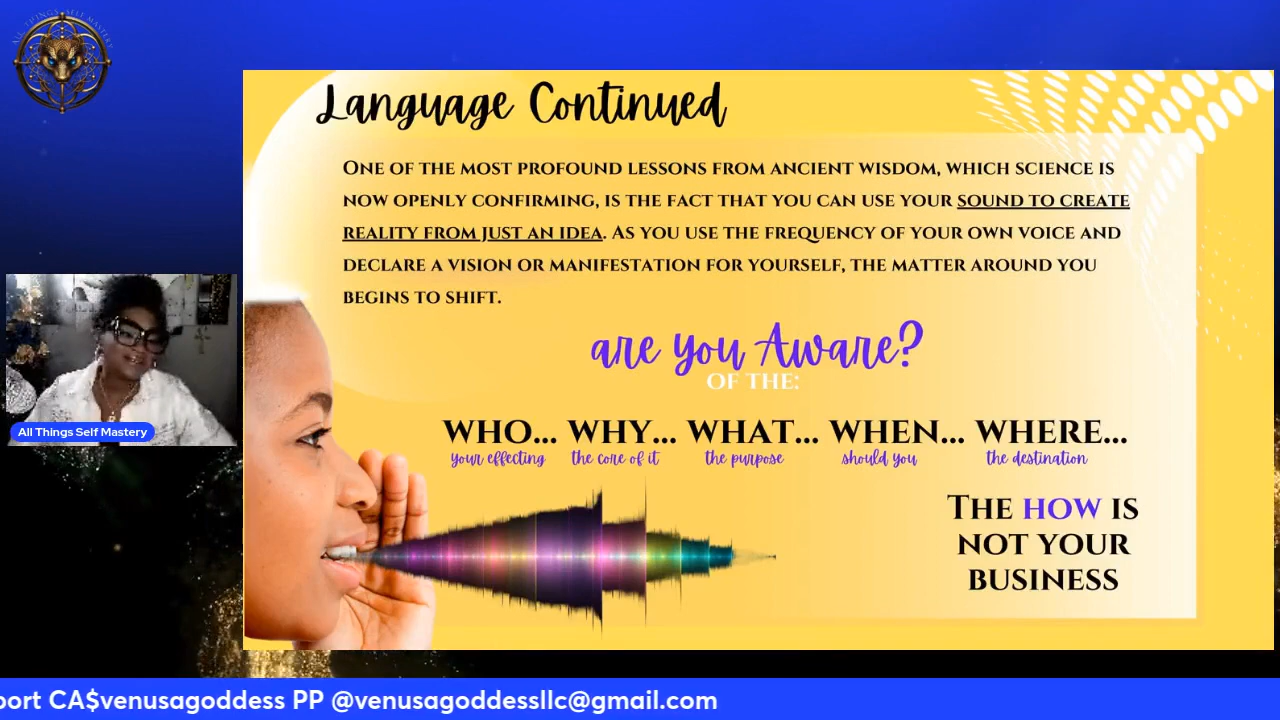 ALL THINGS SELF MASTERY
Language Continued
One of the most profound lessons from ancient wisdom, which science is
now openly confirming, is the fact that you can use your sound to create
reality from just an idea. As you use the frequency of your own voice and
declare a vision or manifestation for yourself, the matter around you
begins to shift.
are you Aware?
OF THE:
WHO... WHY... WHAT... WHEN... WHERE...
your effecting the core of it the purpose should you the destination
The HOW is
not your
business
All Things Self Mastery
port CA$venusagoddess PP @venusagoddessllc@gmail.com